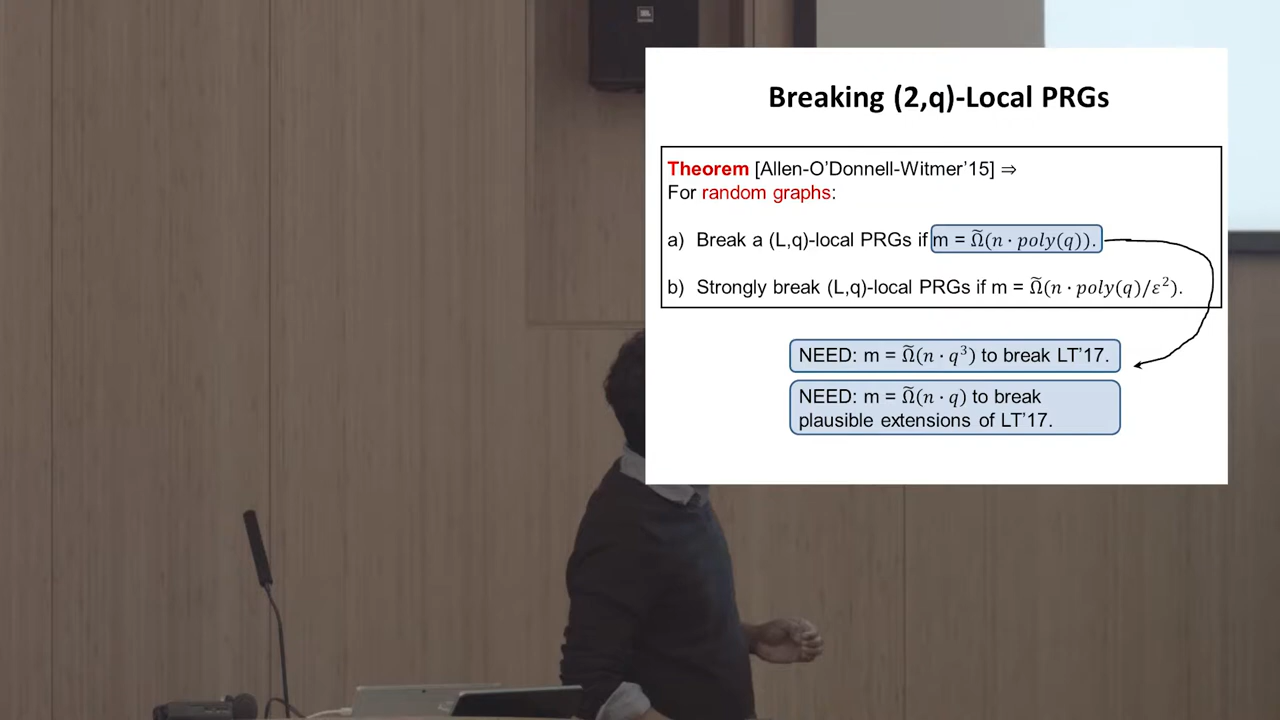 Breaking (2,q)-Local PRGs
Theorem [Allen-O'Donnell-Witmer'15] ⇒
For random graphs:
a) Break a (L,q)-local PRGs if m = Ω̃(n · poly(q)).
b) Strongly break (L,q)-local PRGs if m = Ω̃(n · poly(q)/ε²).
NEED: m = Ω̃(n · q³) to break LT'17.
NEED: m = Ω̃(n · q) to break
plausible extensions of LT'17.